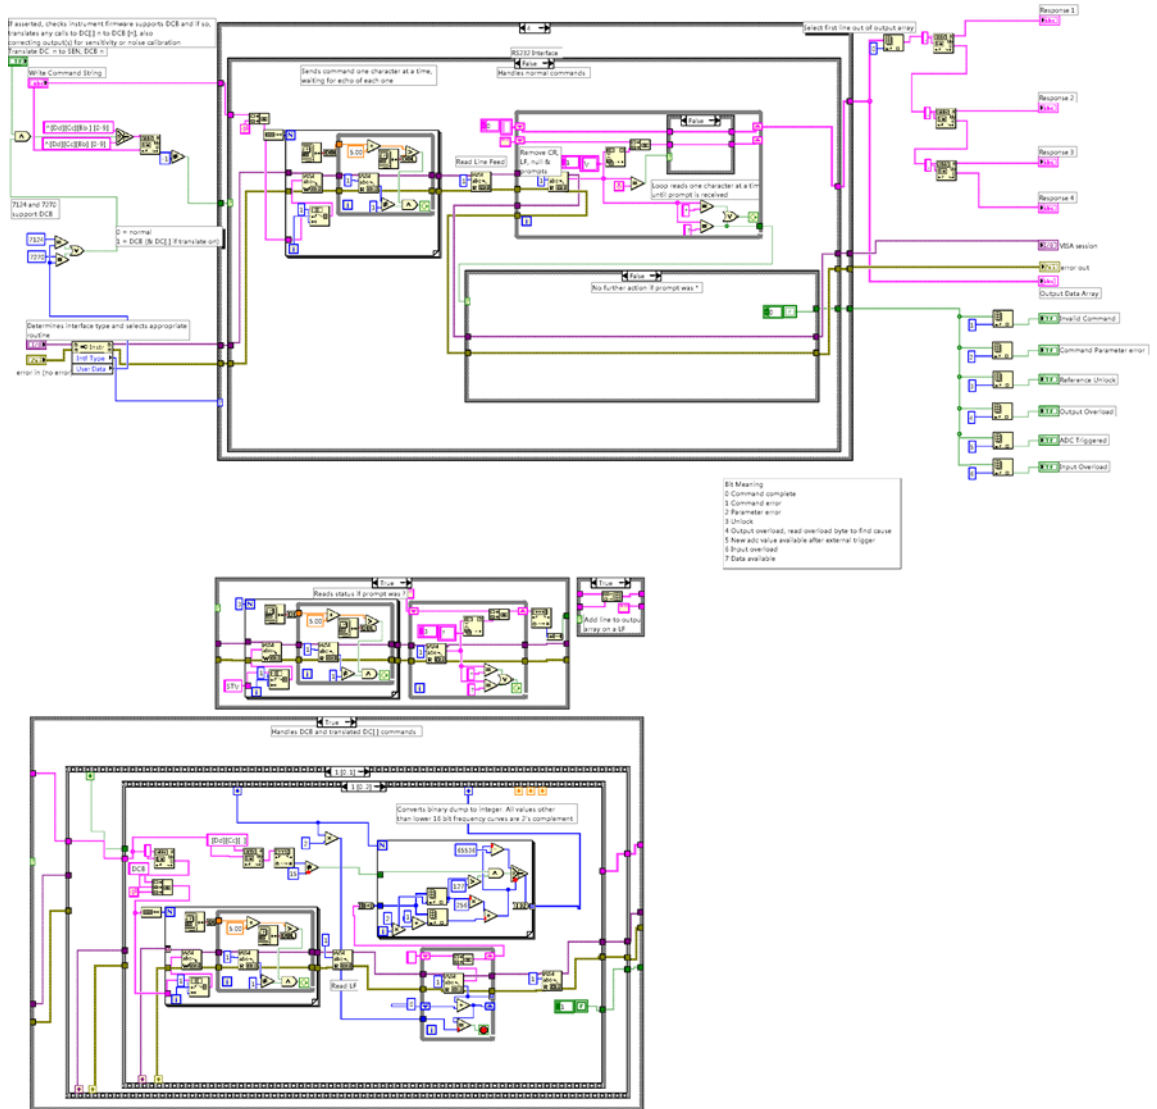 If asserted, checks instrument firmware supports DCB and if so,
translates any calls to DC[.] n to DCB [n], also
correcting output(s) for sensitivity or noise calibration
Translate DC n to SEN; DCB n
Write Command String
^[Dd][Cc][Bb ] [0-9]
^[Dd][Cc][Bb] [0-9]
7124 and 7270
support DCB
7124
7270
0 = normal
1 = DCB (& DC[.] if translate on)
Determines interface type and selects appropriate
routine
Instr
Intf Type
User Data
error in (no error)
4
RS232 Interface
False
Handles normal commands
Sends command one character at a time,
waiting for echo of each one
5.00
Read Line Feed
Remove CR,
LF, null &
prompts
False
Loop reads one character at a tim
until prompt is received
False
No further action if prompt was *
Select first line out of output array
Response 1
Response 2
Response 3
Response 4
VISA session
error out
Output Data Array
Invalid Command
Command Parameter error
Reference Unlock
Output Overload
ADC Triggered
Input Overload
Bit Meaning
0 Command complete
1 Command error
2 Parameter error
3 Unlock
4 Output overload, read overload byte to find cause
5 New adc value available after external trigger
6 Input overload
7 Data available
True
Reads status if prompt was ?
5.00
ST\r
True
Add line to outpu
array on a LF
True
Handles DCB and translated DC[.] commands
1 [0..1]
1 [0..2]
Converts binary dump to integer. All values other
than lower 16 bit frequency curves are 2's complement
[Dd][Cc][ ]
DCB
15
65536
127
256
5.00
Read LF